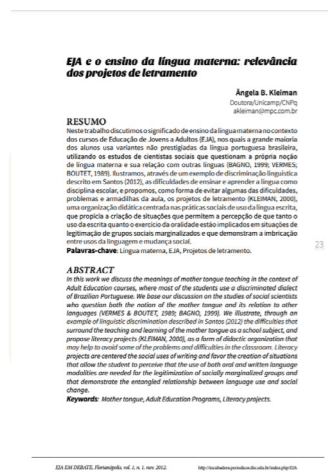 EJA e o ensino da língua materna: relevância
dos projetos de letramento
Ângela B. Kleiman
Doutora/Unicamp/CNPq
akleiman@mpc.com.br
RESUMO
Neste trabalho discutimos o significado de ensino da língua materna no contexto
dos cursos de Educação de Jovens a Adultos (EJA), nos quais a grande maioria
dos alunos usa variantes não prestigiadas da língua portuguesa brasileira,
utilizando os estudos de cientistas sociais que questionam a própria noção
de língua materna e sua relação com outras línguas (BAGNO, 1999; VERMES;
BOUTET, 1989). Ilustramos, através de um exemplo de discriminação linguística
descrito em Santos (2012), as dificuldades de ensinar e aprender a língua como
disciplina escolar, e propomos, como forma de evitar algumas das dificuldades,
problemas e armadilhas da aula, os projetos de letramento (KLEIMAN, 2000),
uma organização didática centrada nas práticas sociais de uso da língua escrita,
que propicia a criação de situações que permitem a percepção de que tanto o
uso da escrita quanto o exercício da oralidade estão implicados em situações de
legitimação de grupos sociais marginalizados e que demonstram a imbricação
entre usos da linguagem e mudança social.
23
Palavras-chave: Língua materna, EJA, Projetos de letramento.
ABSTRACT
In this work we discuss the meanings of mother tongue teaching in the context of
Adult Education courses, where most of the students use a discriminated dialect
of Brazilian Portuguese. We base our discussion on the studies of social scientists
who question both the notion of the mother tongue and its relation to other
languages (VERMES & BOUTET, 1989; BAGNO, 1999). We illustrate, through an
example of linguistic discrimination described in Santos (2012) the difficulties that
surround the teaching and learning of the mother tongue as a school subject, and
propose literacy projects (KLEIMAN, 2000), as a form of didactic organization that
may help to avoid some of the problems and difficulties in the classroom. Literacy
projects are centered the social uses of writing and favor the creation of situations
that allow the student to perceive that the use of both oral and written language
modalities are needed for the legitimization of socially marginalized groups and
that demonstrate the entangled relationship between language use and social
change.
Keywords: Mother tongue, Adult Education Programs, Literacy projects.
EJA EM DEBATE, Florianópolis, vol. 1, n. 1. nov. 2012.